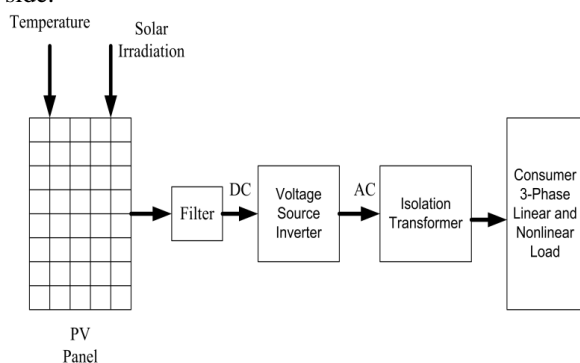 side.
Temperature
Solar
Irradiation
Filter
DC
Voltage
Source
Inverter
AC
Isolation
Transformer
Consumer
3-Phase
Linear and
Nonlinear
Load
PV
Panel